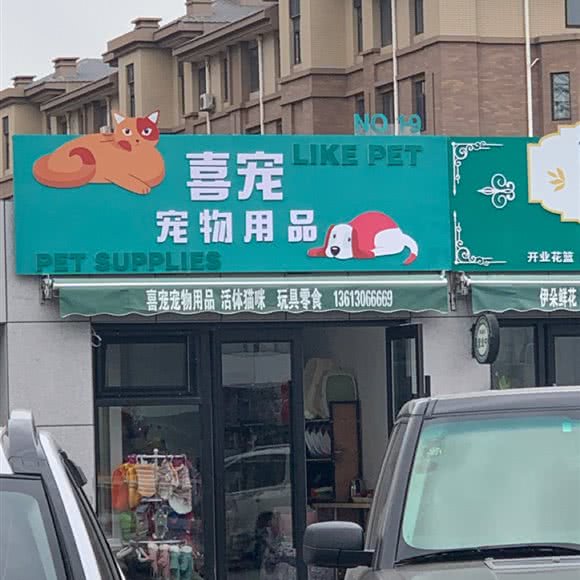 NO.19
LIKE PET
喜宠
宠物用品
PET SUPPLIES
开业花篮
喜宠宠物用品 活体猫咪 玩具零食 13613066669
伊朵鲜花